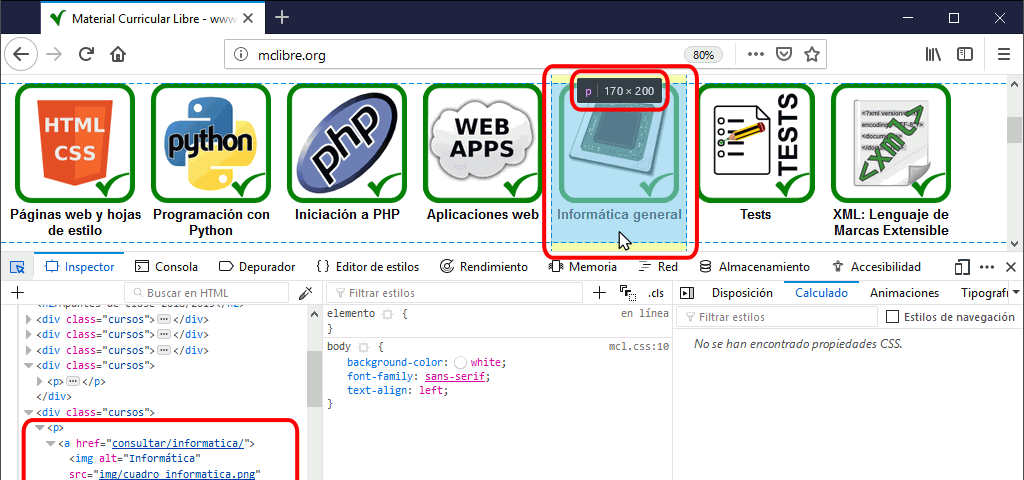 Material Curricular Libre - www
mclibre.org
80%
p 170 × 200
HTML
CSS
python
php
WEB
APPS
TESTS
<?xml version="
encoding
<docume
</docum
<xml>
Páginas web y hojas
de estilo
Programación con
Python
Iniciación a PHP
Aplicaciones web
Informática general
Tests
XML: Lenguaje de
Marcas Extensible
Inspector
Consola
Depurador
{} Editor de estilos
Rendimiento
Memoria
Red
Almacenamiento
Accesibilidad
Buscar en HTML
Filtrar estilos
.cls
Disposición
Calculado
Animaciones
Tipografí
<div class="cursos"> </div>
<div class="cursos"> </div>
<div class="cursos"> </div>
<div class="cursos">
<p> </p>
</div>
<div class="cursos">
<p>
<a href="consultar/informatica/">
<img alt="Informática"
src="img/cuadro_informatica.png"
elemento {
en línea
}
body {
mcl.css:10
background-color: white;
font-family: sans-serif;
text-align: left;
}
Filtrar estilos
Estilos de navegación
No se han encontrado propiedades CSS.